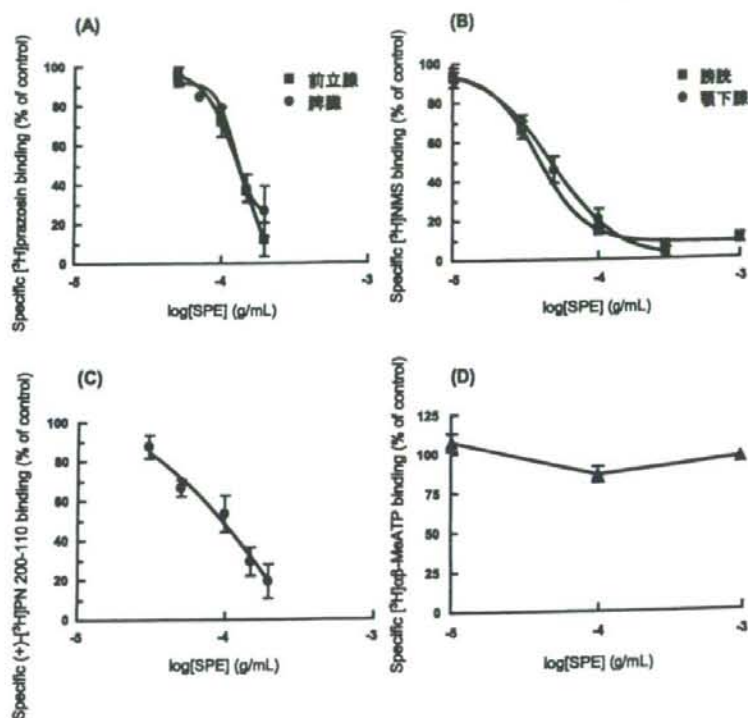 (A)
Specific [³H]prazosin binding (% of control)
100
80
60
40
20
0
-5
-4
-3
log[SPE] (g/mL)
前立腺
脾臓
(B)
Specific [³H]NMS binding (% of control)
100
80
60
40
20
0
-5
-4
-3
log[SPE] (g/mL)
膀胱
顎下腺
(C)
Specific (+)-[³H]PN 200-110 binding (% of control)
100
80
60
40
20
0
-5
-4
-3
log[SPE] (g/mL)
(D)
Specific [³H]αβ-MeATP binding (% of control)
125
100
75
50
25
0
-5
-4
-3
log[SPE] (g/mL)